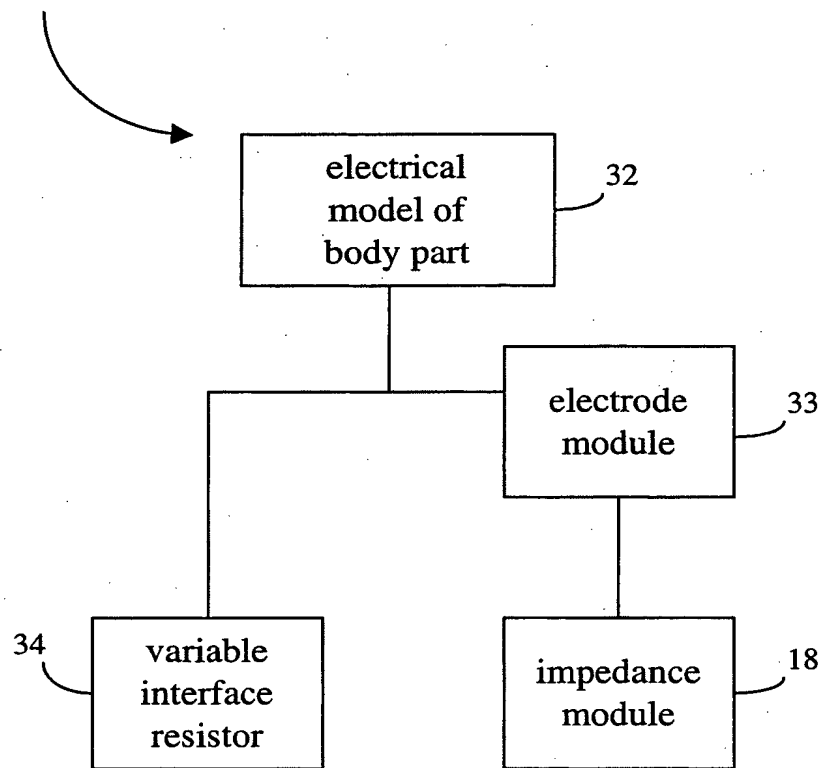 electrical
model of
body part
32
electrode
module
33
34
variable
interface
resistor
impedance
module
18